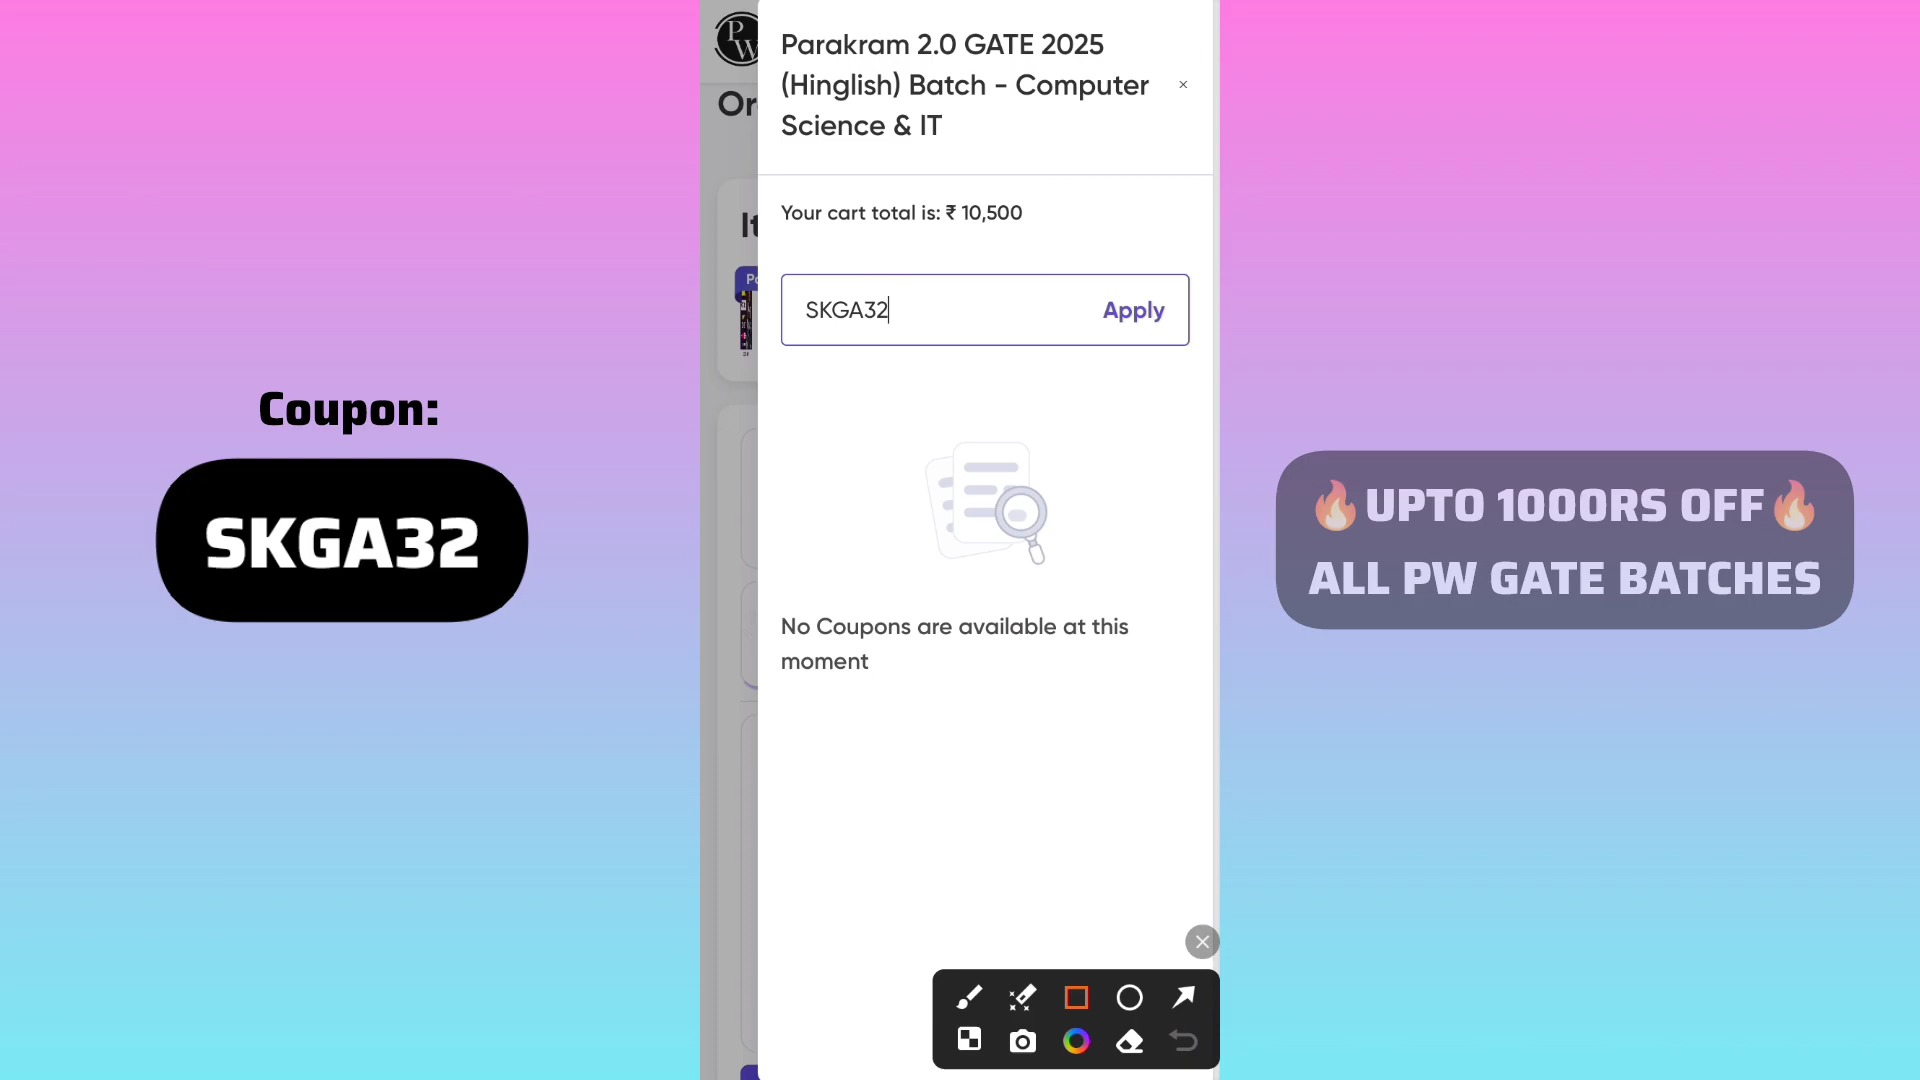 PW
Parakram 2.0 GATE 2025
(Hinglish) Batch - Computer
Science & IT
Your cart total is: ₹ 10,500
SKGA32
Apply
No Coupons are available at this
moment
Coupon:
SKGA32
🔥UPTO 1000RS OFF🔥
ALL PW GATE BATCHES